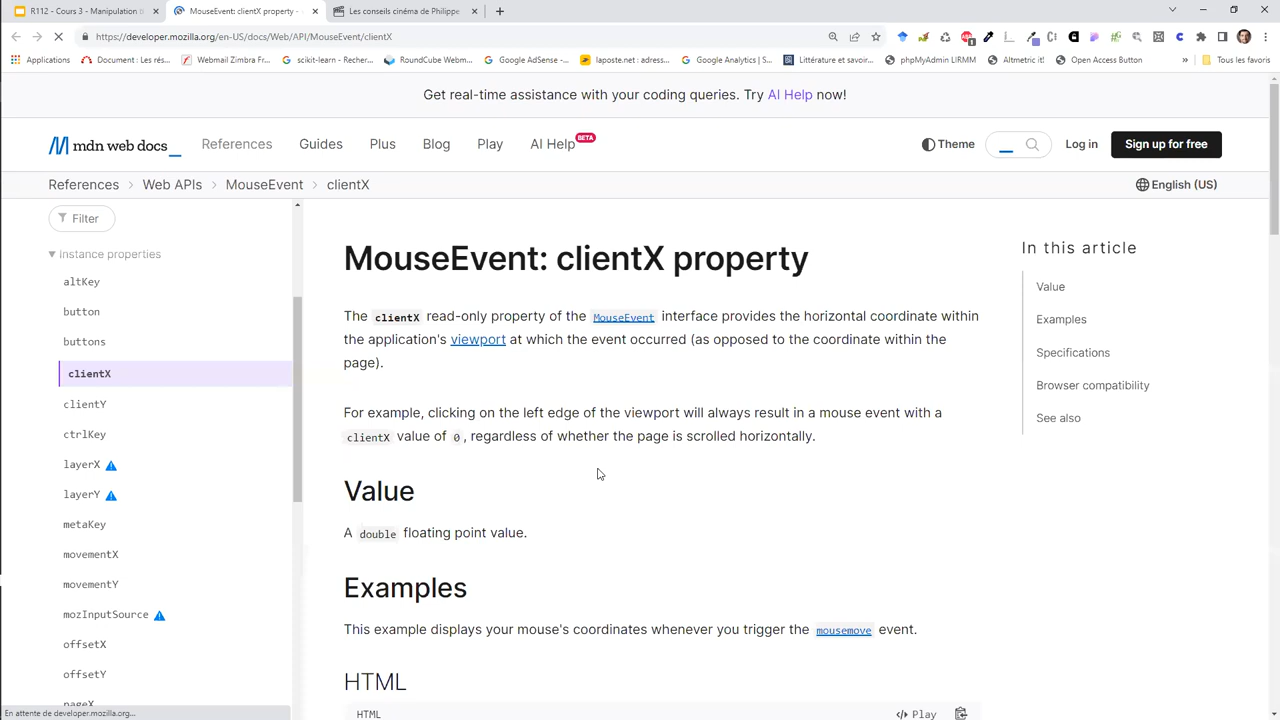 R112 - Cours 3 - Manipulation
MouseEvent: clientX property -
Les conseils cinéma de Philippe
https://developer.mozilla.org/en-US/docs/Web/API/MouseEvent/clientX
Applications
Document : Les rés...
Webmail Zimbra Fr...
scikit-learn - Recher...
RoundCube Webm...
Google AdSense -...
laposte.net : adress...
Google Analytics | S...
Littérature et savoir...
phpMyAdmin LIRMM
Altmetric it!
Open Access Button
»
Tous les favoris
Get real-time assistance with your coding queries. Try AI Help now!
mdn web docs_
References
Guides
Plus
Blog
Play
AI Help BETA
Theme
Log in
Sign up for free
References > Web APIs > MouseEvent > clientX
English (US)
Filter
Instance properties
altKey
button
buttons
clientX
clientY
ctrlKey
layerX
layerY
metaKey
movementX
movementY
mozInputSource
offsetX
offsetY
pageX
MouseEvent: clientX property
The clientX read-only property of the MouseEvent interface provides the horizontal coordinate within
the application's viewport at which the event occurred (as opposed to the coordinate within the
page).
For example, clicking on the left edge of the viewport will always result in a mouse event with a
clientX value of 0, regardless of whether the page is scrolled horizontally.
Value
A double floating point value.
Examples
This example displays your mouse's coordinates whenever you trigger the mousemove event.
HTML
HTML
Play
In this article
Value
Examples
Specifications
Browser compatibility
See also
En attente de developer.mozilla.org...